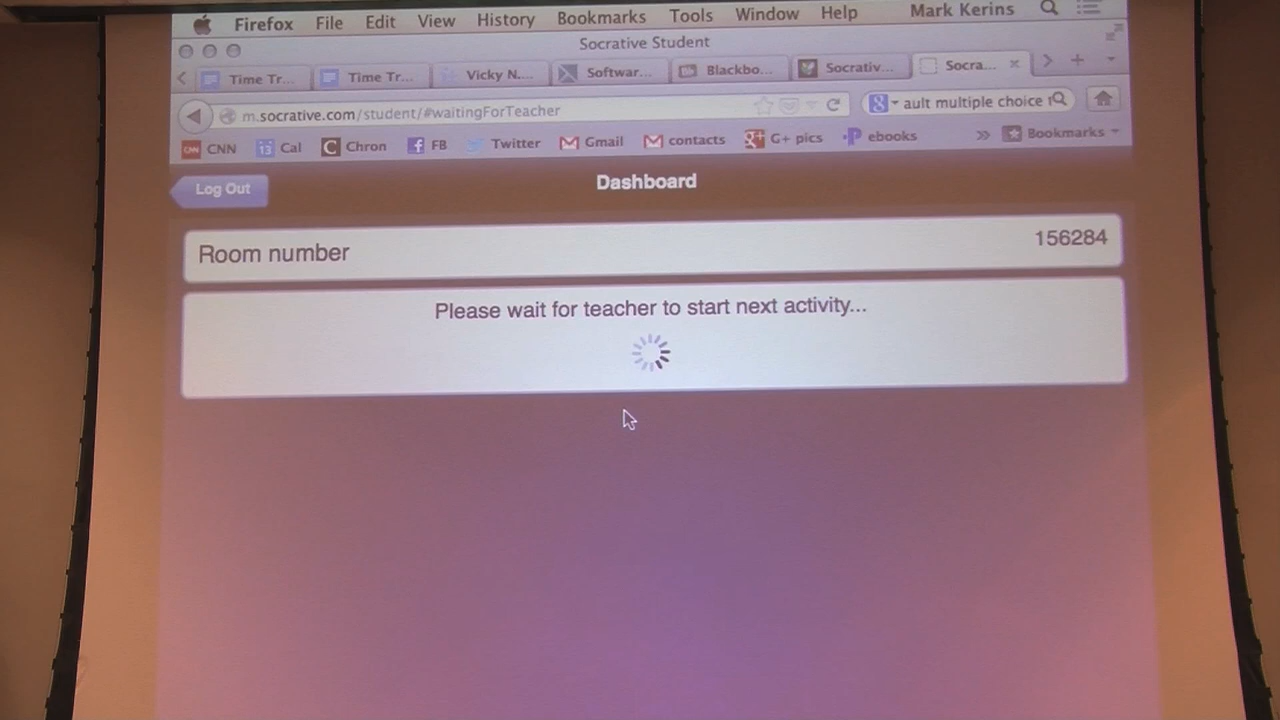 Firefox File Edit View History Bookmarks Tools Window Help Mark Kerins
Socrative Student
Time Tr... Time Tr... Vicky N.... Softwar... Blackbo... Socrativ... Socra...
m.socrative.com/student/#waitingForTeacher ault multiple choice
CNN Cal Chron FB Twitter Gmail contacts G+ pics ebooks Bookmarks
Log Out Dashboard
Room number 156284
Please wait for teacher to start next activity...